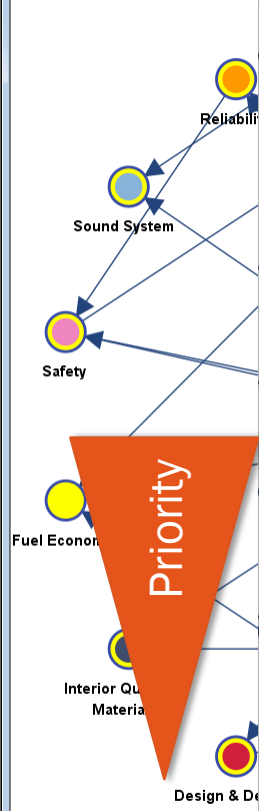 Reliabili
Sound System
Safety
Priority
Fuel Econom
Interior Qu
Materia
Design & De